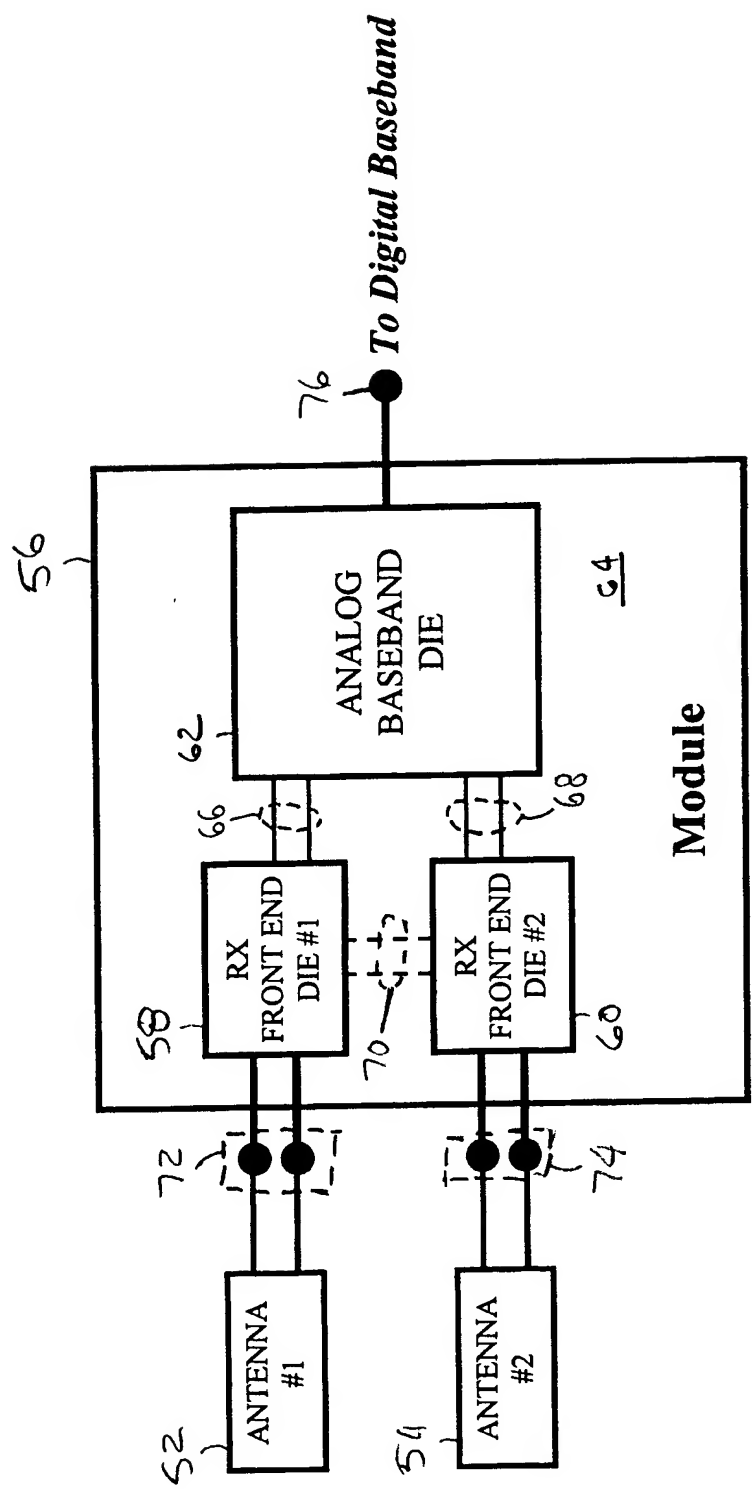 52
ANTENNA
#1
54
ANTENNA
#2
72
74
56
58
RX
FRONT END
DIE #1
70
RX
FRONT END
DIE #2
60
66
68
62
ANALOG
BASEBAND
DIE
64
Module
76
To Digital Baseband